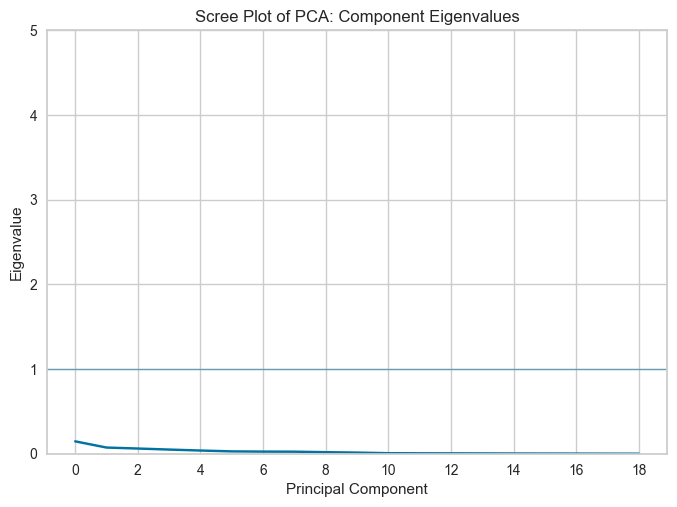 Scree Plot of PCA: Component Eigenvalues
5
4
3
2
1
0
Eigenvalue
0 2 4 6 8 10 12 14 16 18
Principal Component